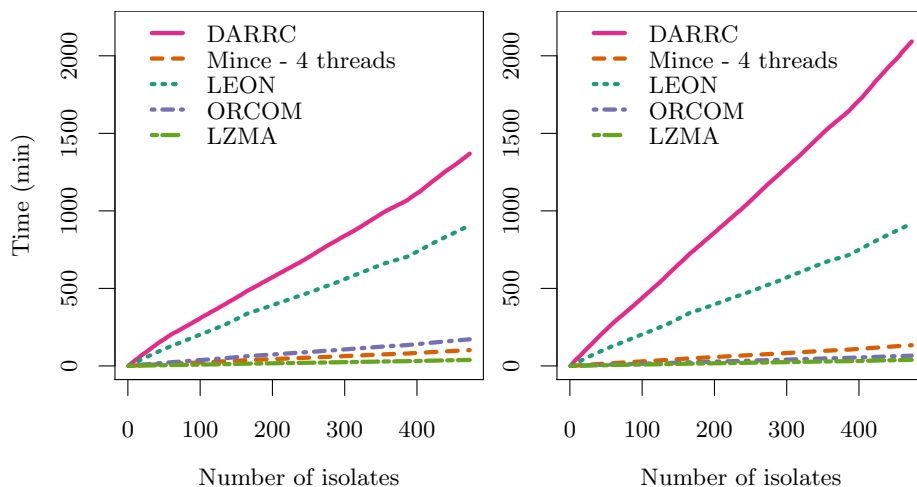 DARRC
Mince - 4 threads
LEON
ORCOM
LZMA
2000
1500
1000
500
0
Time (min)
0 100 200 300 400
Number of isolates
DARRC
Mince - 4 threads
LEON
ORCOM
LZMA
2000
1500
1000
500
0
0 100 200 300 400
Number of isolates